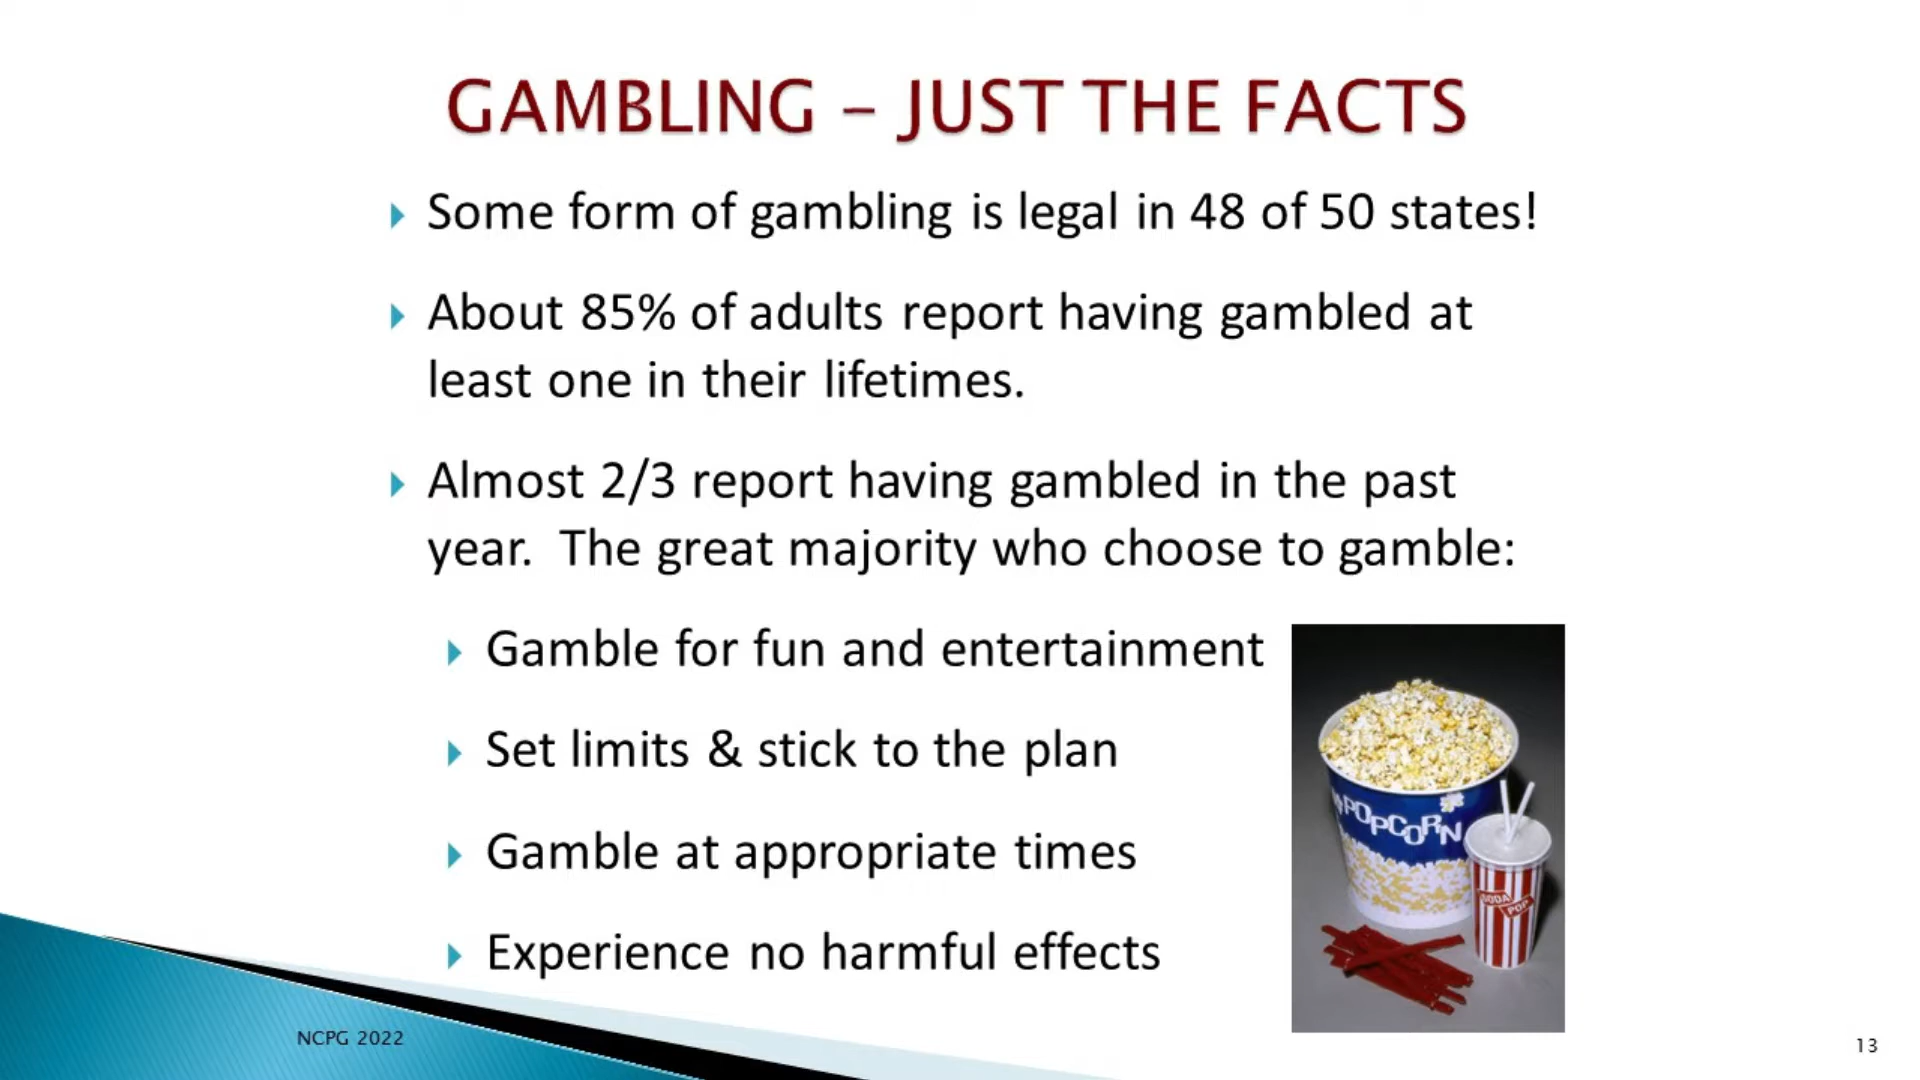 GAMBLING – JUST THE FACTS
Some form of gambling is legal in 48 of 50 states!
About 85% of adults report having gambled at
least one in their lifetimes.
Almost 2/3 report having gambled in the past
year. The great majority who choose to gamble:
Gamble for fun and entertainment
Set limits & stick to the plan
Gamble at appropriate times
Experience no harmful effects
POPCORN
SODA
POP
NCPG 2022
13